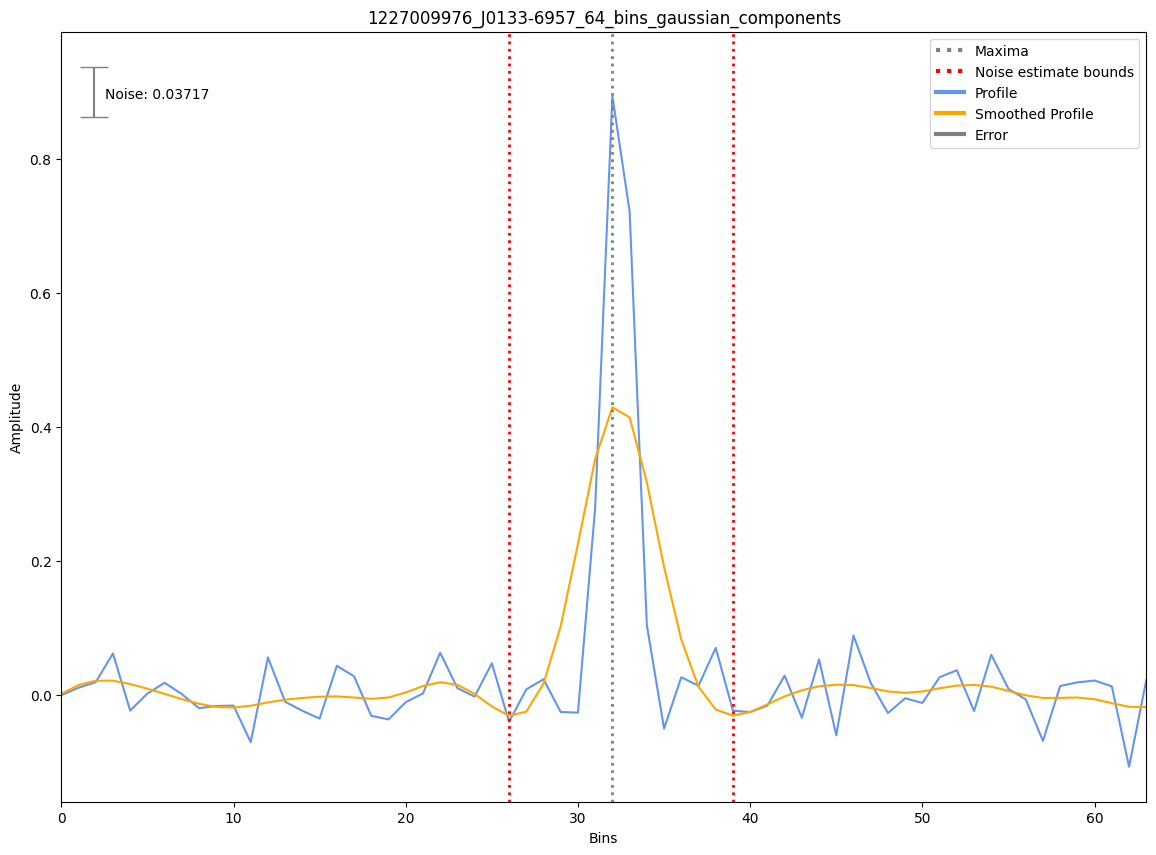 1227009976_J0133-6957_64_bins_gaussian_components
Noise: 0.03717
Maxima
Noise estimate bounds
Profile
Smoothed Profile
Error
Amplitude
0.8
0.6
0.4
0.2
0.0
0 10 20 30 40 50 60
Bins